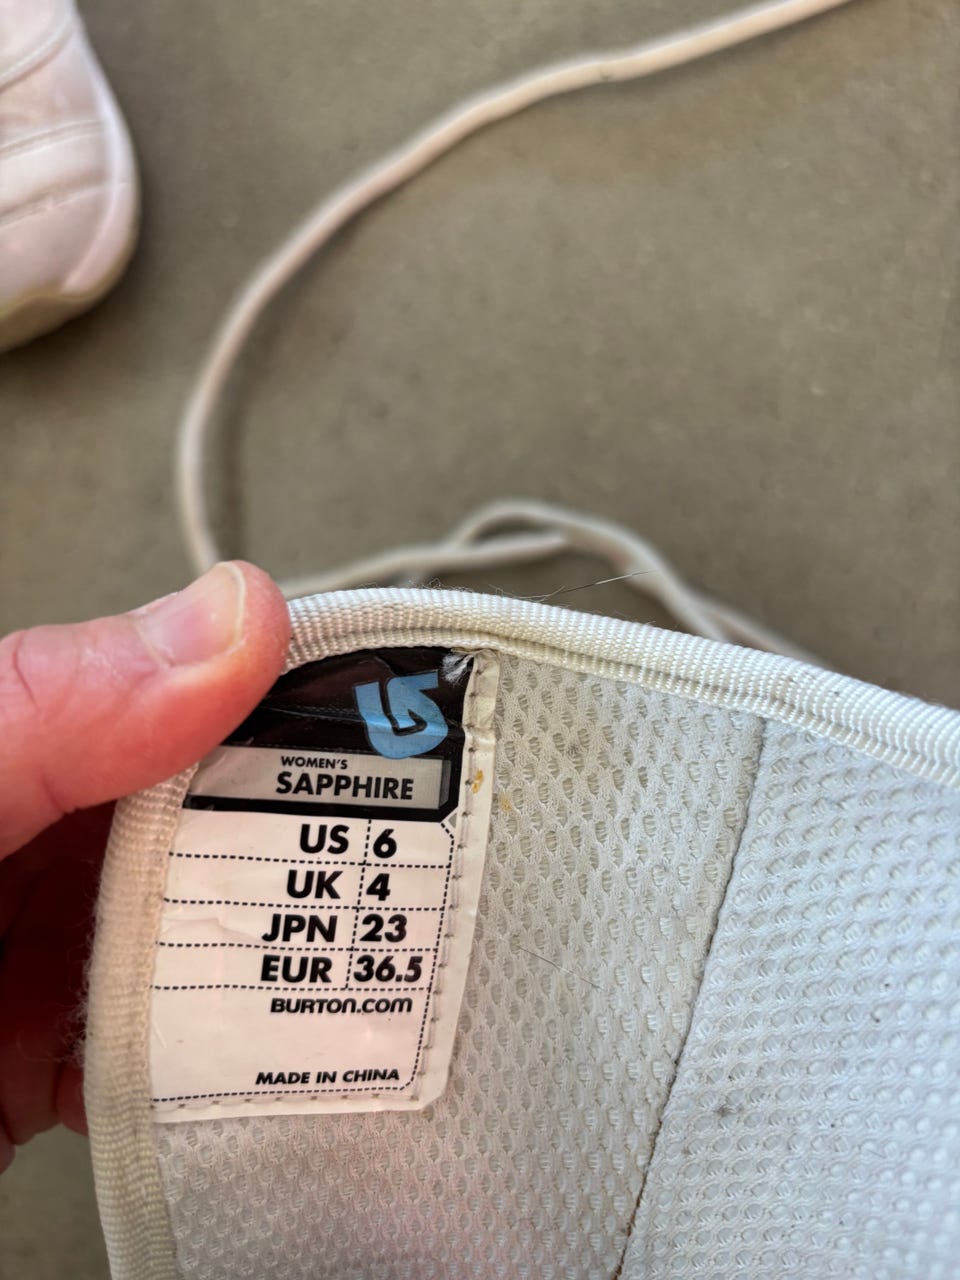 WOMEN'S
SAPPHIRE
US 6
UK 4
JPN 23
EUR 36.5
BURTON.COM
MADE IN CHINA